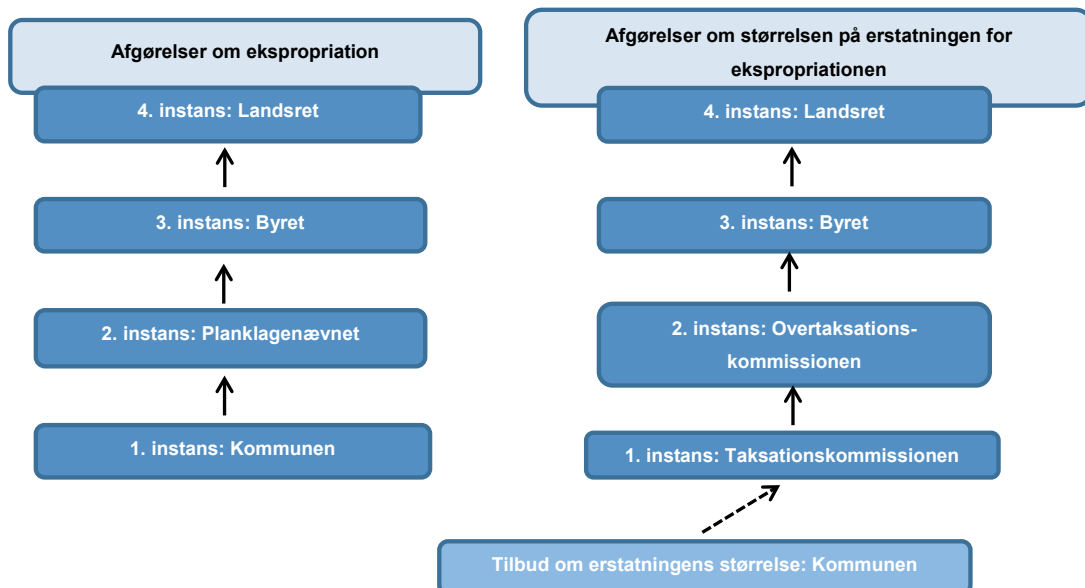 Afgørelser om ekspropriation
4. instans: Landsret
3. instans: Byret
2. instans: Planklagenævnet
1. instans: Kommunen
Afgørelser om størrelsen på erstatningen for
ekspropriationen
4. instans: Landsret
3. instans: Byret
2. instans: Overtaksations-
kommissionen
1. instans: Taksationskommissionen
Tilbud om erstatningens størrelse: Kommunen